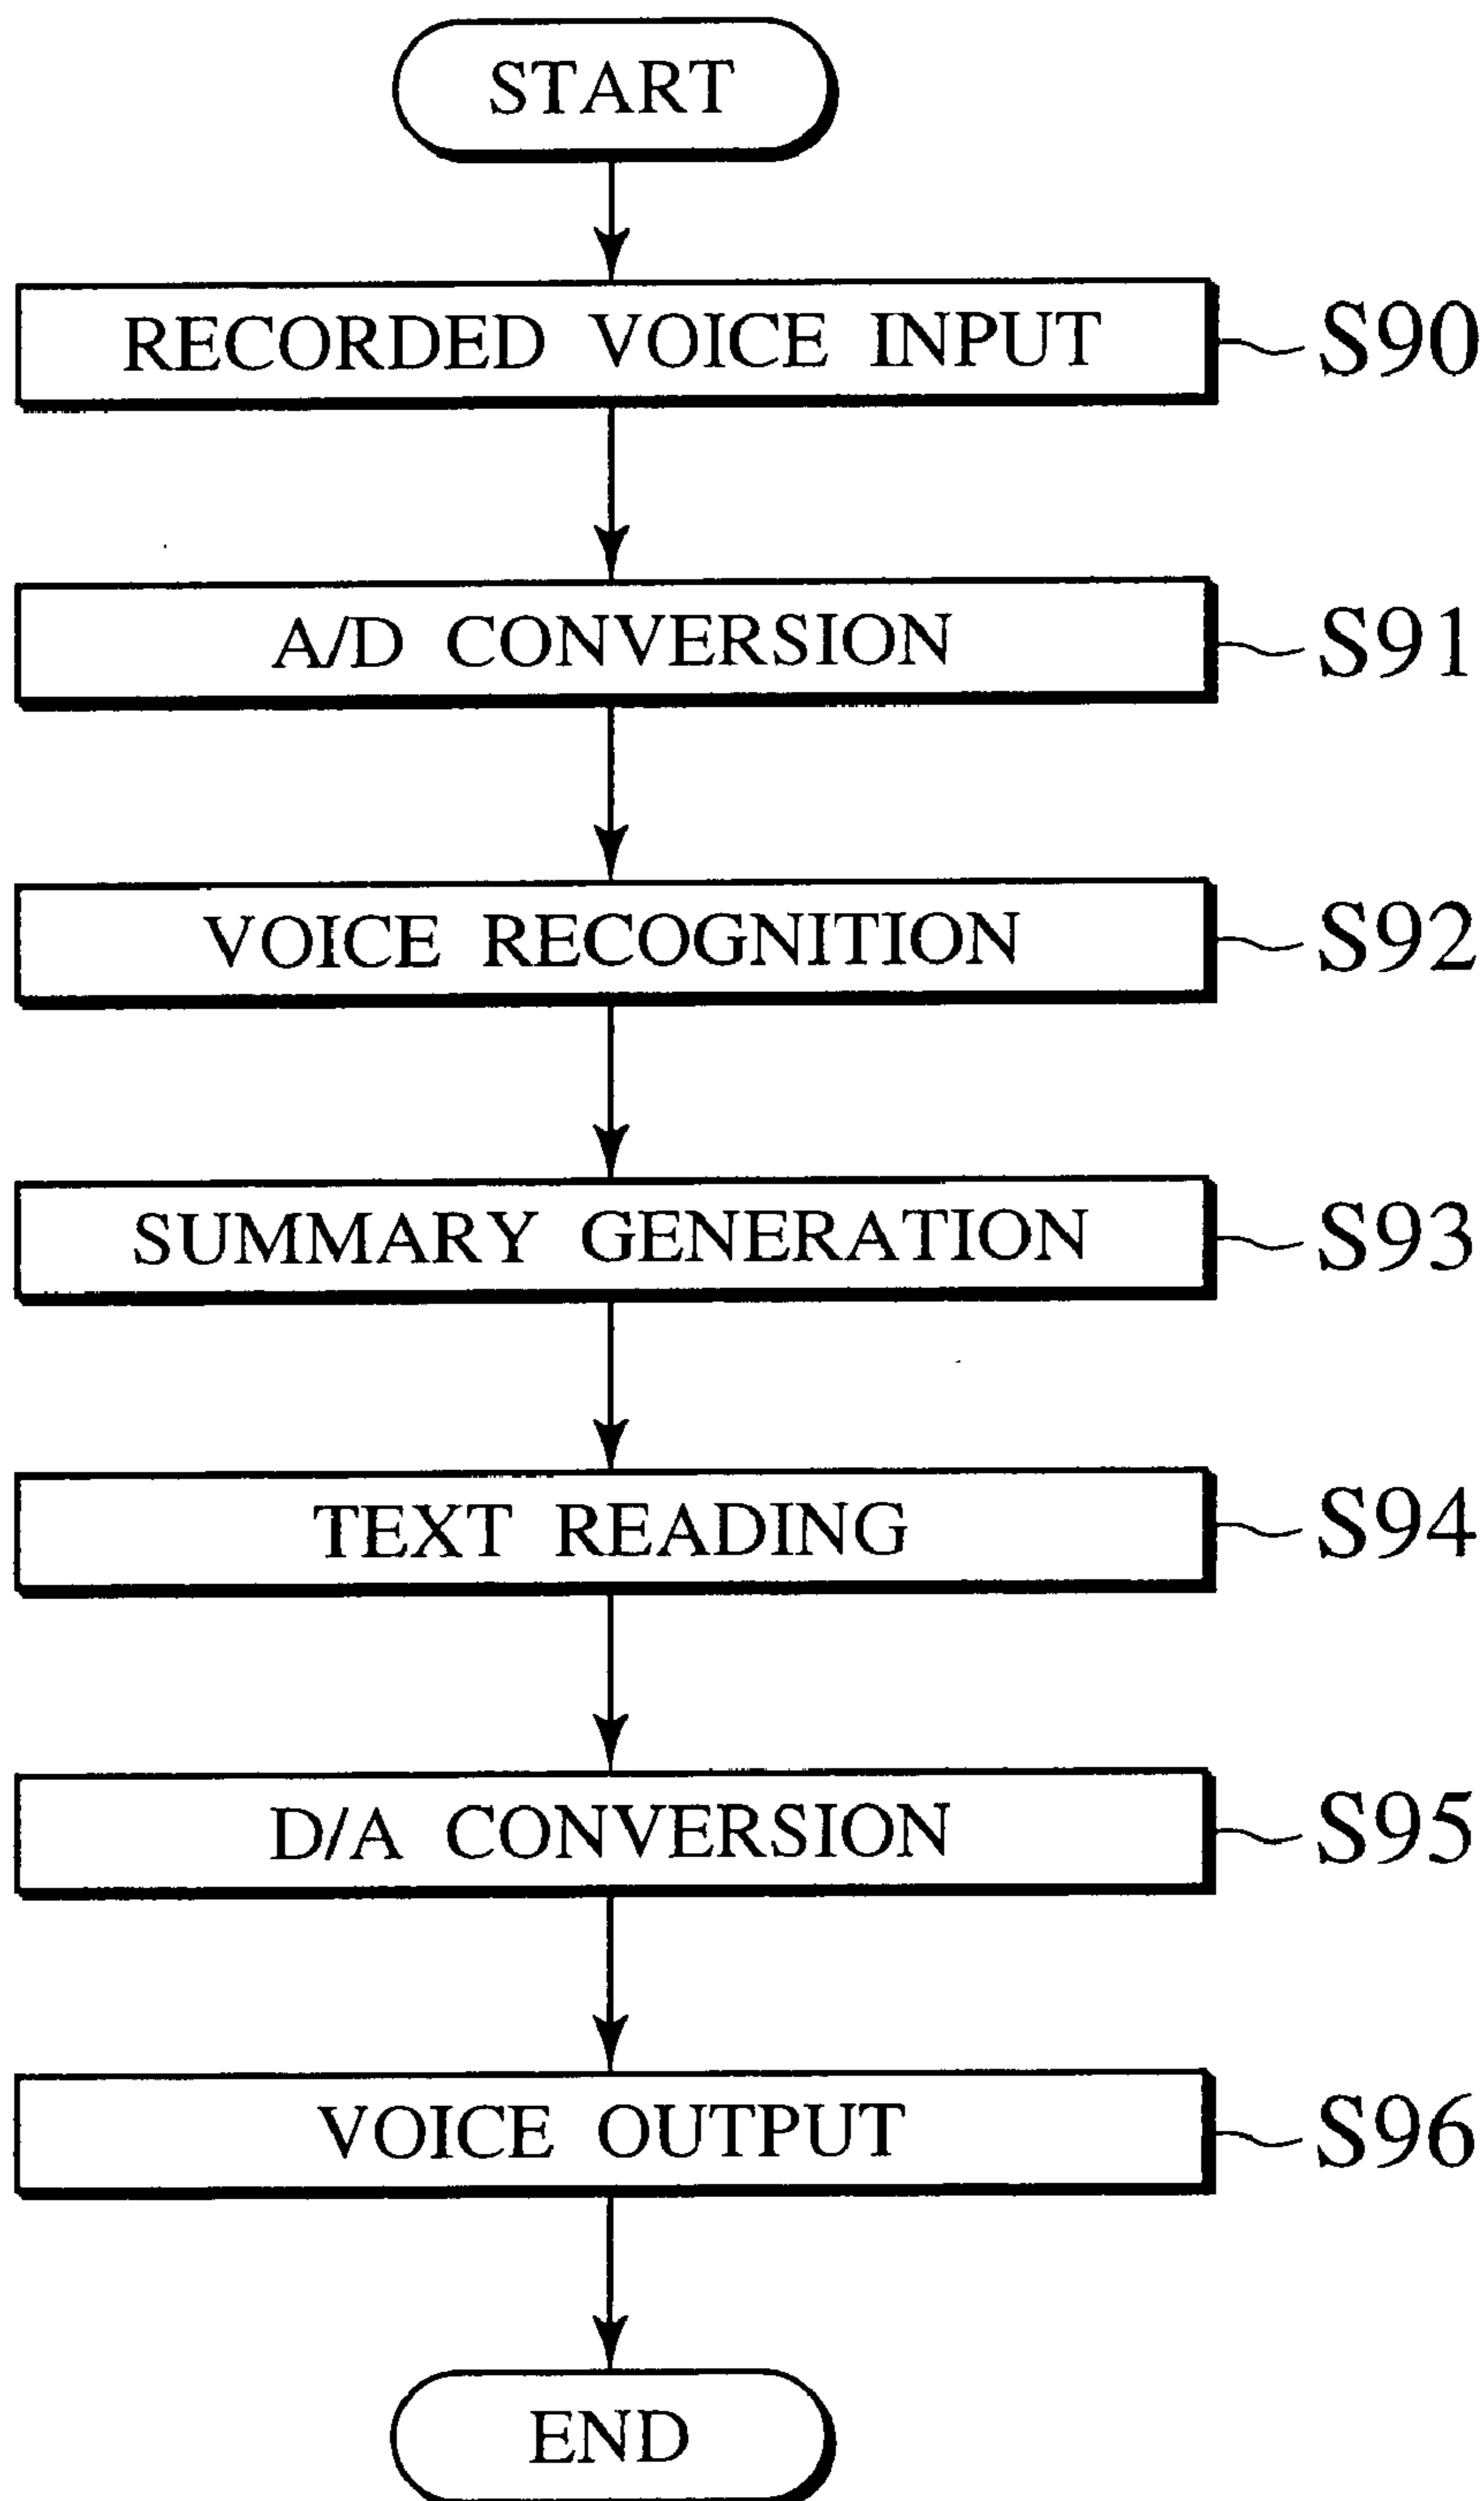 START
RECORDED VOICE INPUT S90
A/D CONVERSION S91
VOICE RECOGNITION S92
SUMMARY GENERATION S93
TEXT READING S94
D/A CONVERSION S95
VOICE OUTPUT S96
END